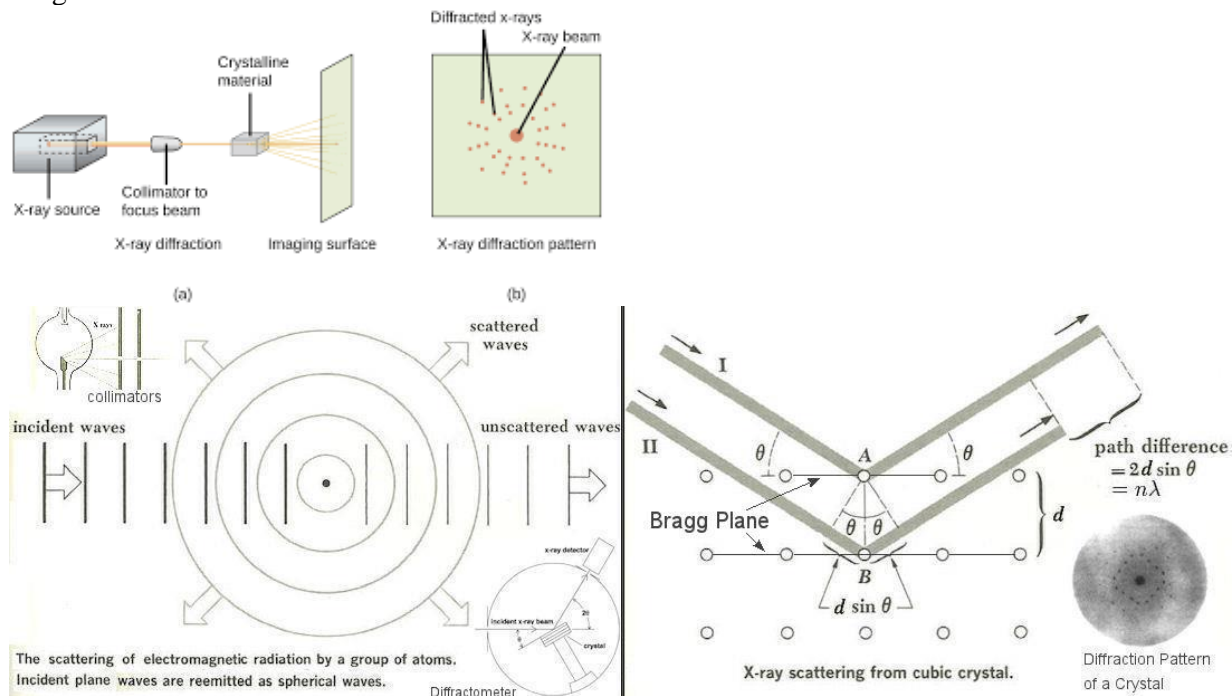 Diffracted x-rays
X-ray beam
Crystalline
material
X-ray source
Collimator to
focus beam
X-ray diffraction
Imaging surface
X-ray diffraction pattern
(a)
(b)
X rays
collimators
scattered
waves
incident waves
unscattered waves
x-ray detector
2θ
incident x-ray beam
crystal
The scattering of electromagnetic radiation by a group of atoms.
Incident plane waves are reemitted as spherical waves.
Diffractometer
I
II
θ
A
θ
path difference
= 2d sin θ
= nλ
Bragg Plane
θ θ
d
B
d sin θ
X-ray scattering from cubic crystal.
Diffraction Pattern
of a Crystal